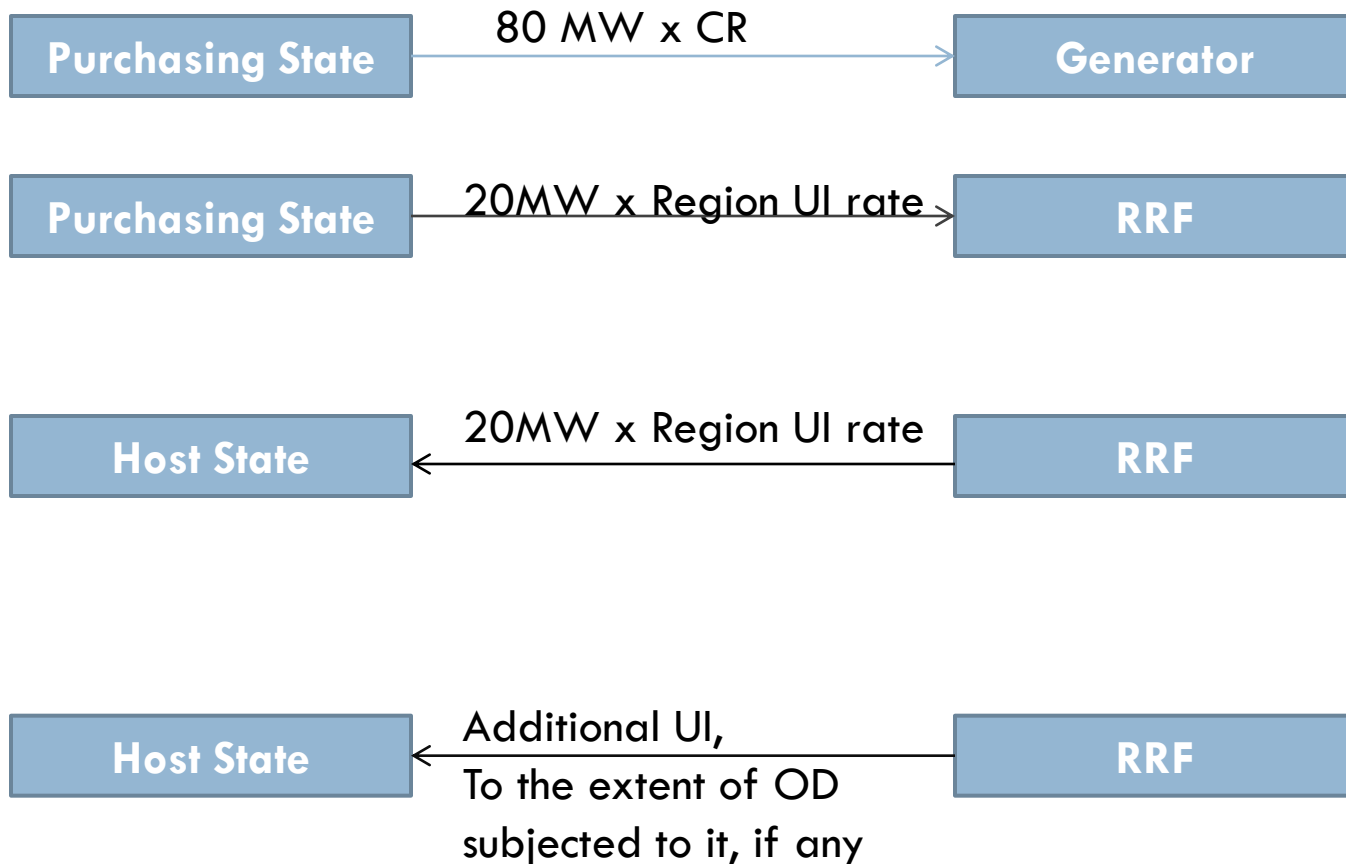 80 MW x CR
Purchasing State
Generator
20MW x Region UI rate
Purchasing State
RRF
20MW x Region UI rate
Host State
RRF
Additional UI,
Host State
RRF
To the extent of OD
subjected to it, if any